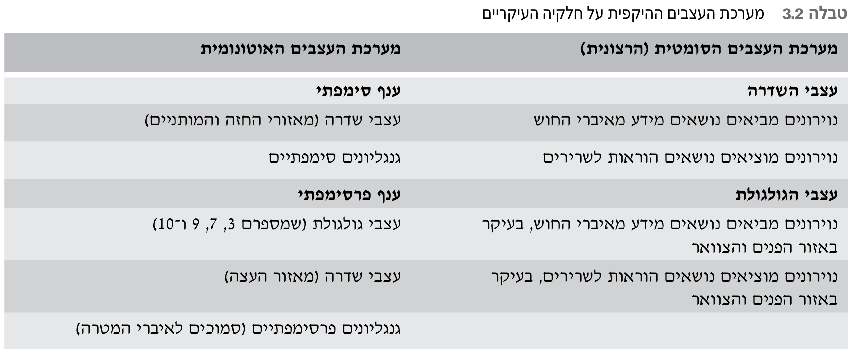 טבלה 3.2 מערכת העצבים ההיקפית על חלקיה העיקריים
מערכת העצבים הסומטית (הרצונית) מערכת העצבים האוטונומית
עצבי השדרה ענף סימפתי
נוירונים מביאים נושאים מידע מאיברי החוש עצבי שדרה (מאזורי החזה והמותניים)
נוירונים מוציאים נושאים הוראות לשרירים גנגליונים סימפתיים
עצבי הגולגולת ענף פרסימפתי
נוירונים מביאים נושאים מידע מאיברי החוש, בעיקר עצבי גולגולת (שמספרם 3, 7, 9 ו־10)
באזור הפנים והצוואר
נוירונים מוציאים נושאים הוראות לשרירים, בעיקר עצבי שדרה (מאזור העצה)
באזור הפנים והצוואר
גנגליונים פרסימפתיים (סמוכים לאיברי המטרה)